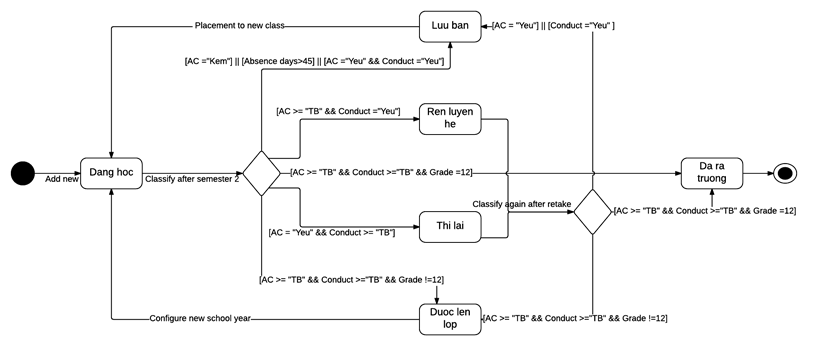 Placement to new class
Luu ban
[AC = "Yeu"] || [Conduct ="Yeu" ]
[AC ="Kem"] || [Absence days>45] || [AC ="Yeu" && Conduct ="Yeu"]
[AC >= "TB" && Conduct ="Yeu"]
Ren luyen
he
Add new
Dang hoc
Classify after semester 2
[AC >= "TB" && Conduct >="TB" && Grade =12]
Da ra
truong
Classify again after retake
[AC >= "TB" && Conduct >="TB" && Grade =12]
[AC = "Yeu" && Conduct >= "TB"]
Thi lai
[AC >= "TB" && Conduct >="TB" && Grade !=12]
Configure new school year
Duoc len
lop
[AC >= "TB" && Conduct >="TB" && Grade !=12]